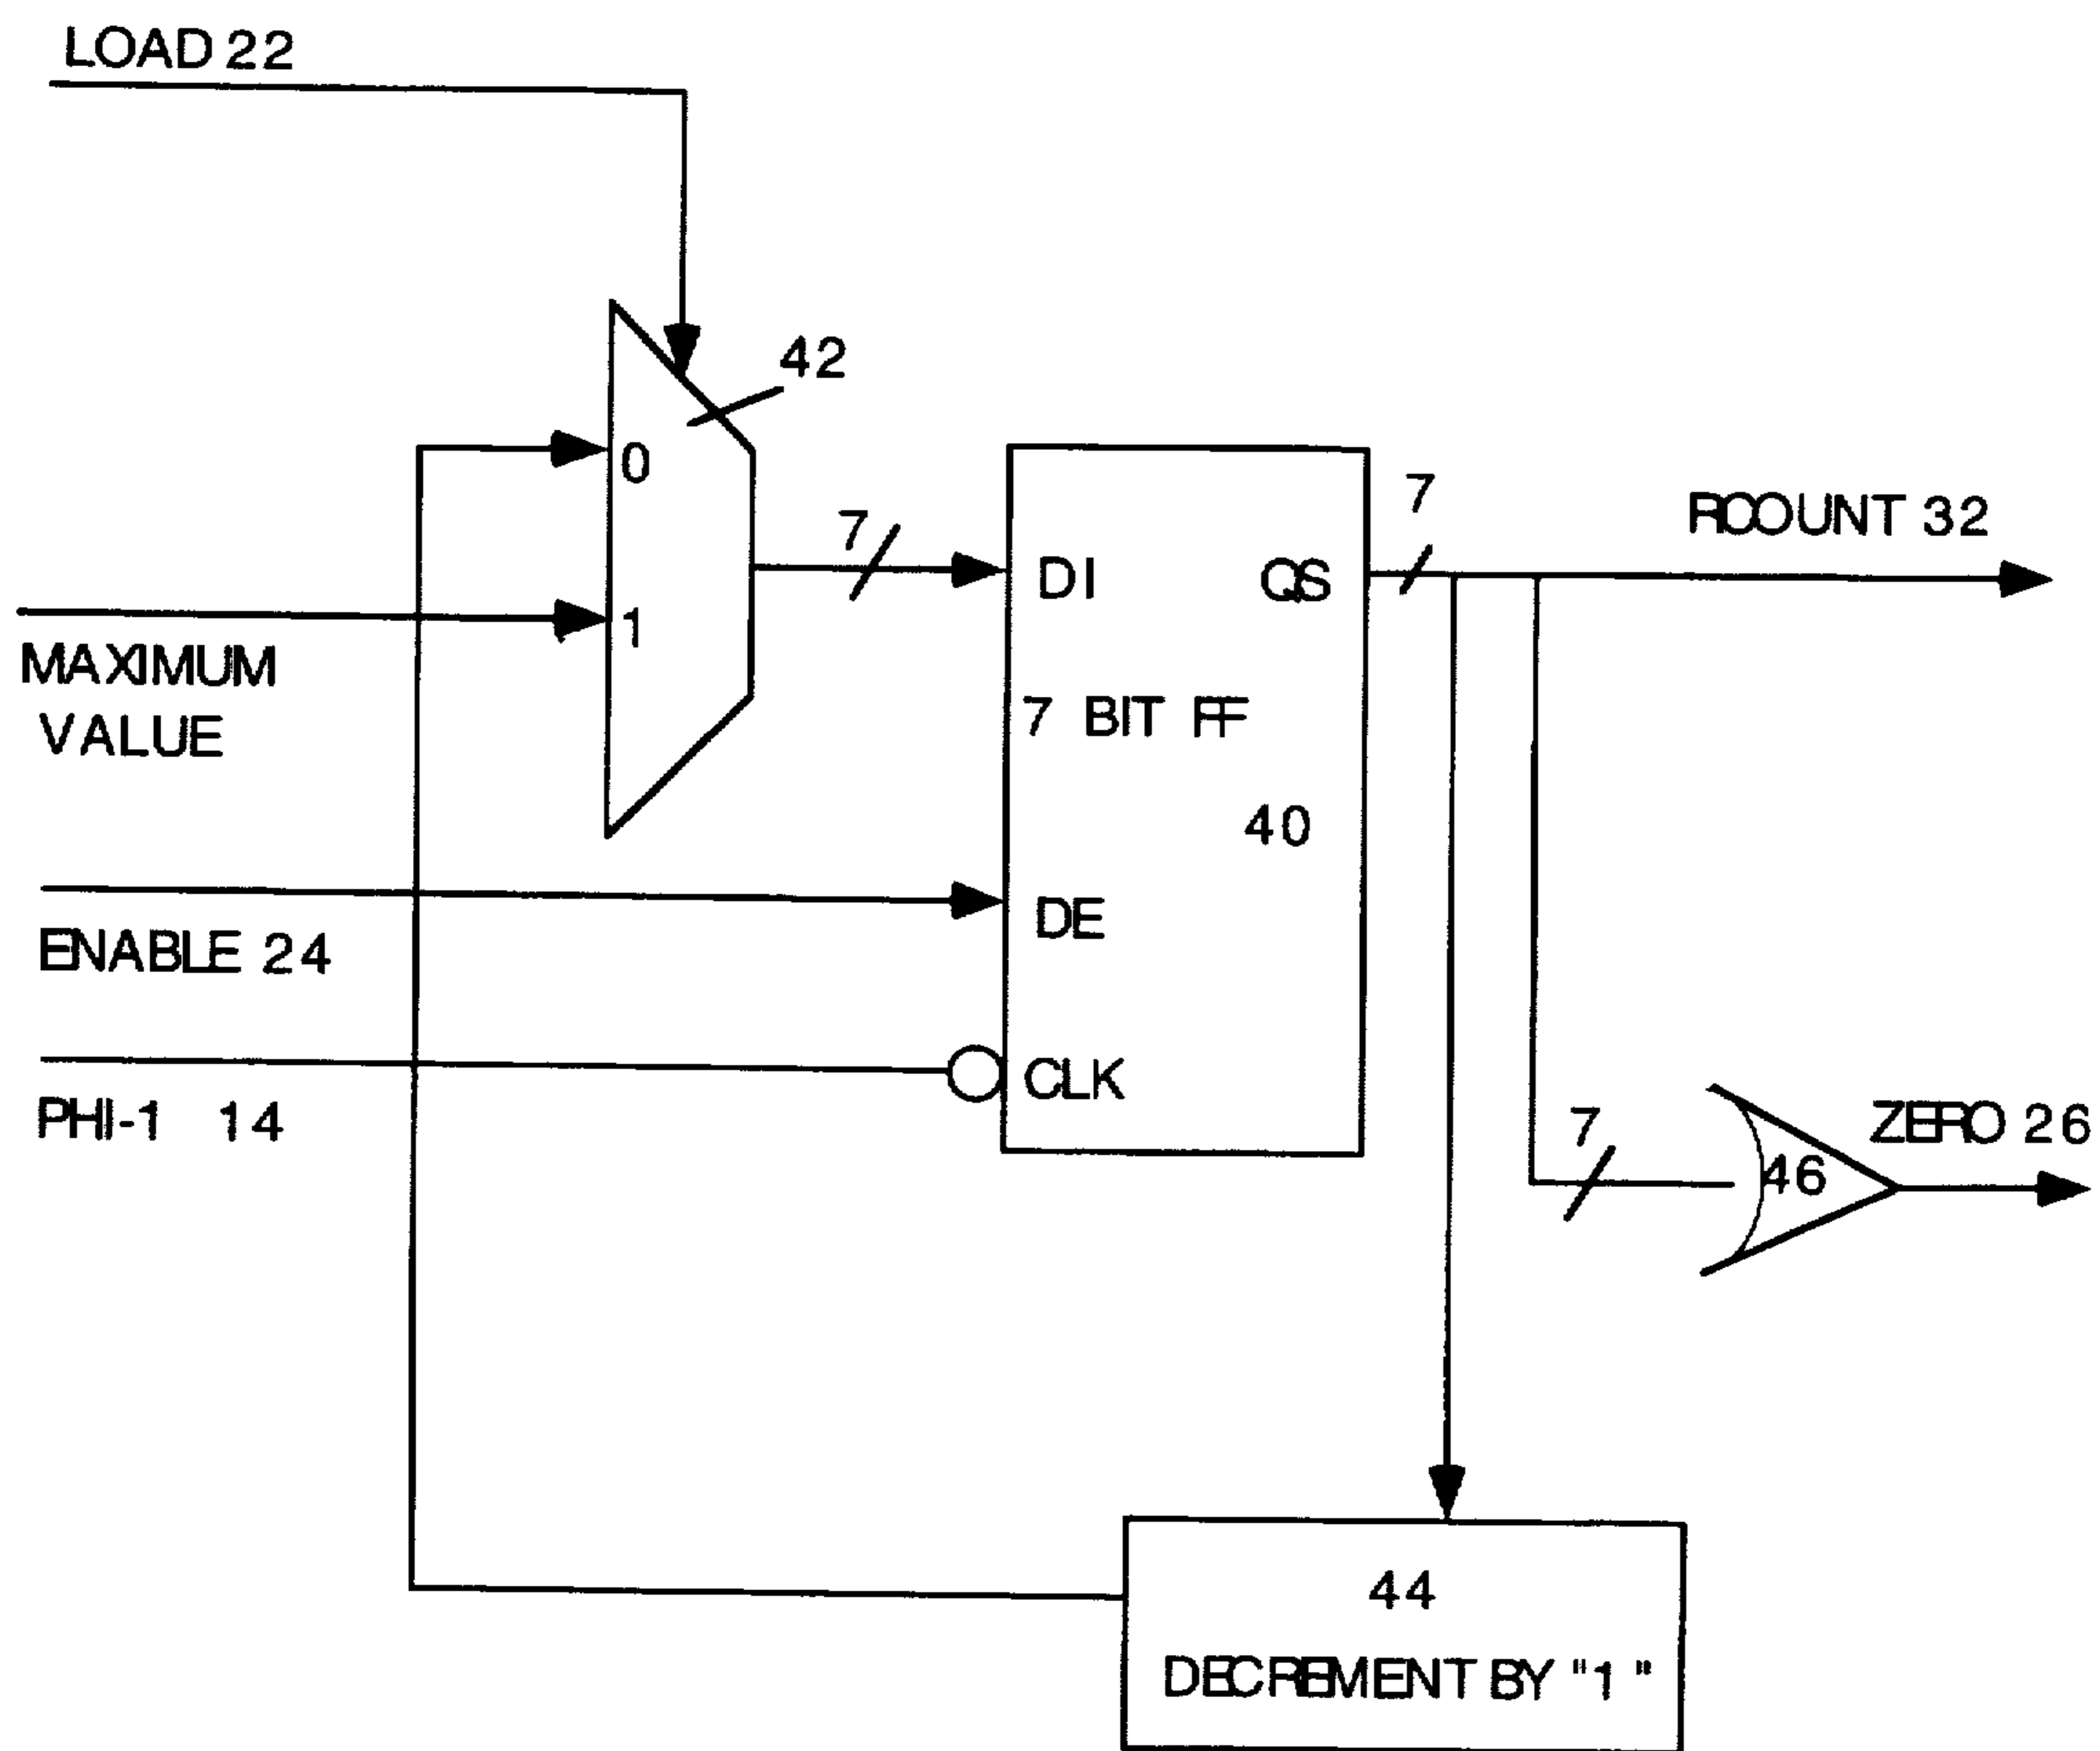 LOAD 22
42
0
7
7
RCOUNT 32
DI
QS
1
MAXIMUM
VALUE
7 BIT FF
40
DE
ENABLE 24
CLK
PHI-1 14
7
ZERO 26
46
44
DECREMENT BY "1"